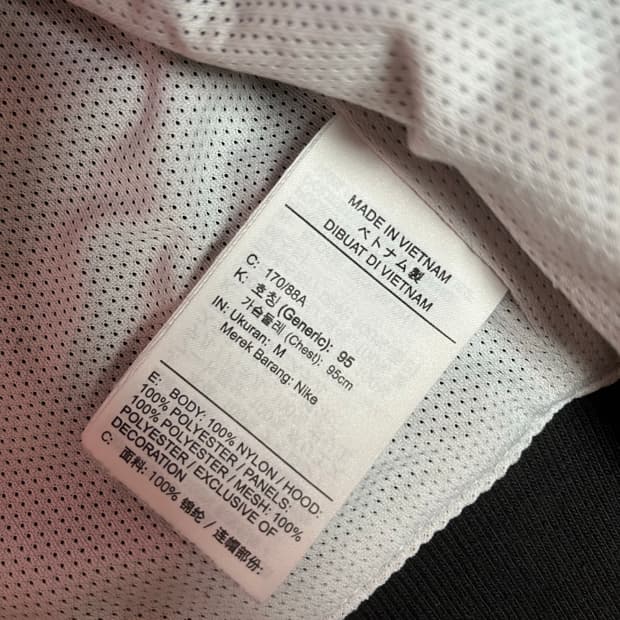 MADE IN VIETNAM
ベトナム製
DIBUAT DI VIETNAM
C: 170/88A
K: 호칭 (Generic): 95
가슴둘레 (Chest): 95cm
IN: Ukuran: M
Merek Barang: Nike
E: BODY: 100% NYLON / HOOD:
100% POLYESTER / PANELS:
100% POLYESTER / MESH: 100%
POLYESTER / EXCLUSIVE OF
DECORATION
C: 面料: 100% 锦纶 / 连帽部份: